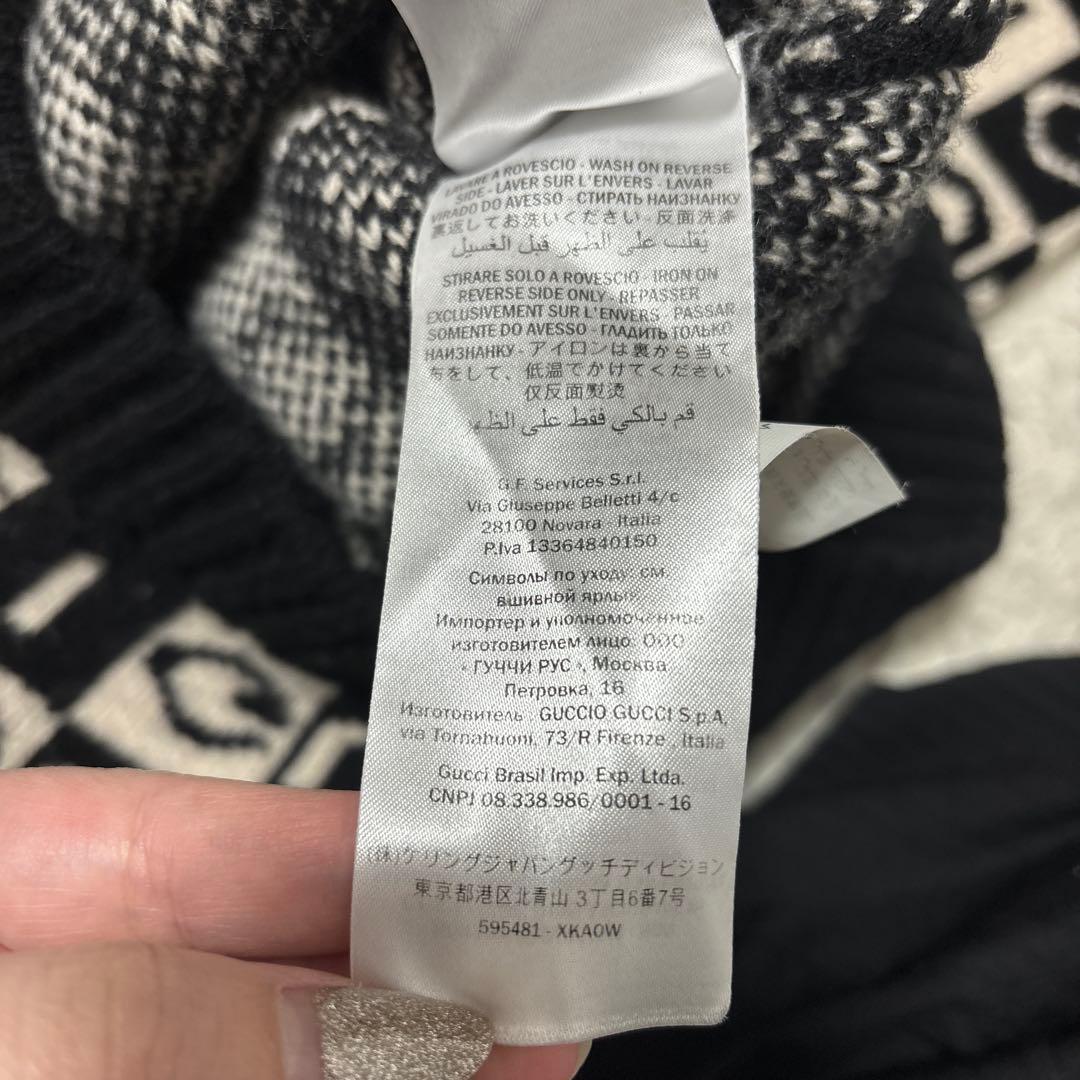 LAVARE A ROVESCIO - WASH ON REVERSE
SIDE - LAVER SUR L'ENVERS - LAVAR
VIRADO DO AVESSO - СТИРАТЬ НАИЗНАНКУ
裏返してお洗いください - 反面洗涤
يُقلب على الظهر قبل الغسيل
STIRARE SOLO A ROVESCIO - IRON ON
REVERSE SIDE ONLY - REPASSER
EXCLUSIVEMENT SUR L'ENVERS PASSAR
SOMENTE DO AVESSO - ГЛАДИТЬ ТОЛЬКО
НАИЗНАНКУ - アイロンは裏から当て
布をして、低温でかけてください
仅反面熨烫
قم بالكي فقط على الظهر
G.F. Services S.r.l.
Via Giuseppe Belletti 4/c
28100 Novara - Italia
P.Iva 13364840150
Символы по уходу: см.
вшивной ярлык
Импортер и уполномоченное
изготовителем лицо: ООО
"ГУЧЧИ РУС", Москва
Петровка, 16
Изготовитель: GUCCIO GUCCI S.p.A.
via Tornabuoni, 73/R Firenze, Italia
Gucci Brasil Imp. Exp. Ltda.
CNPJ 08.338.986/0001 - 16
(株)ケリングジャパングッチディビジョン
東京都港区北青山 3丁目6番7号
595481 - XKA0W